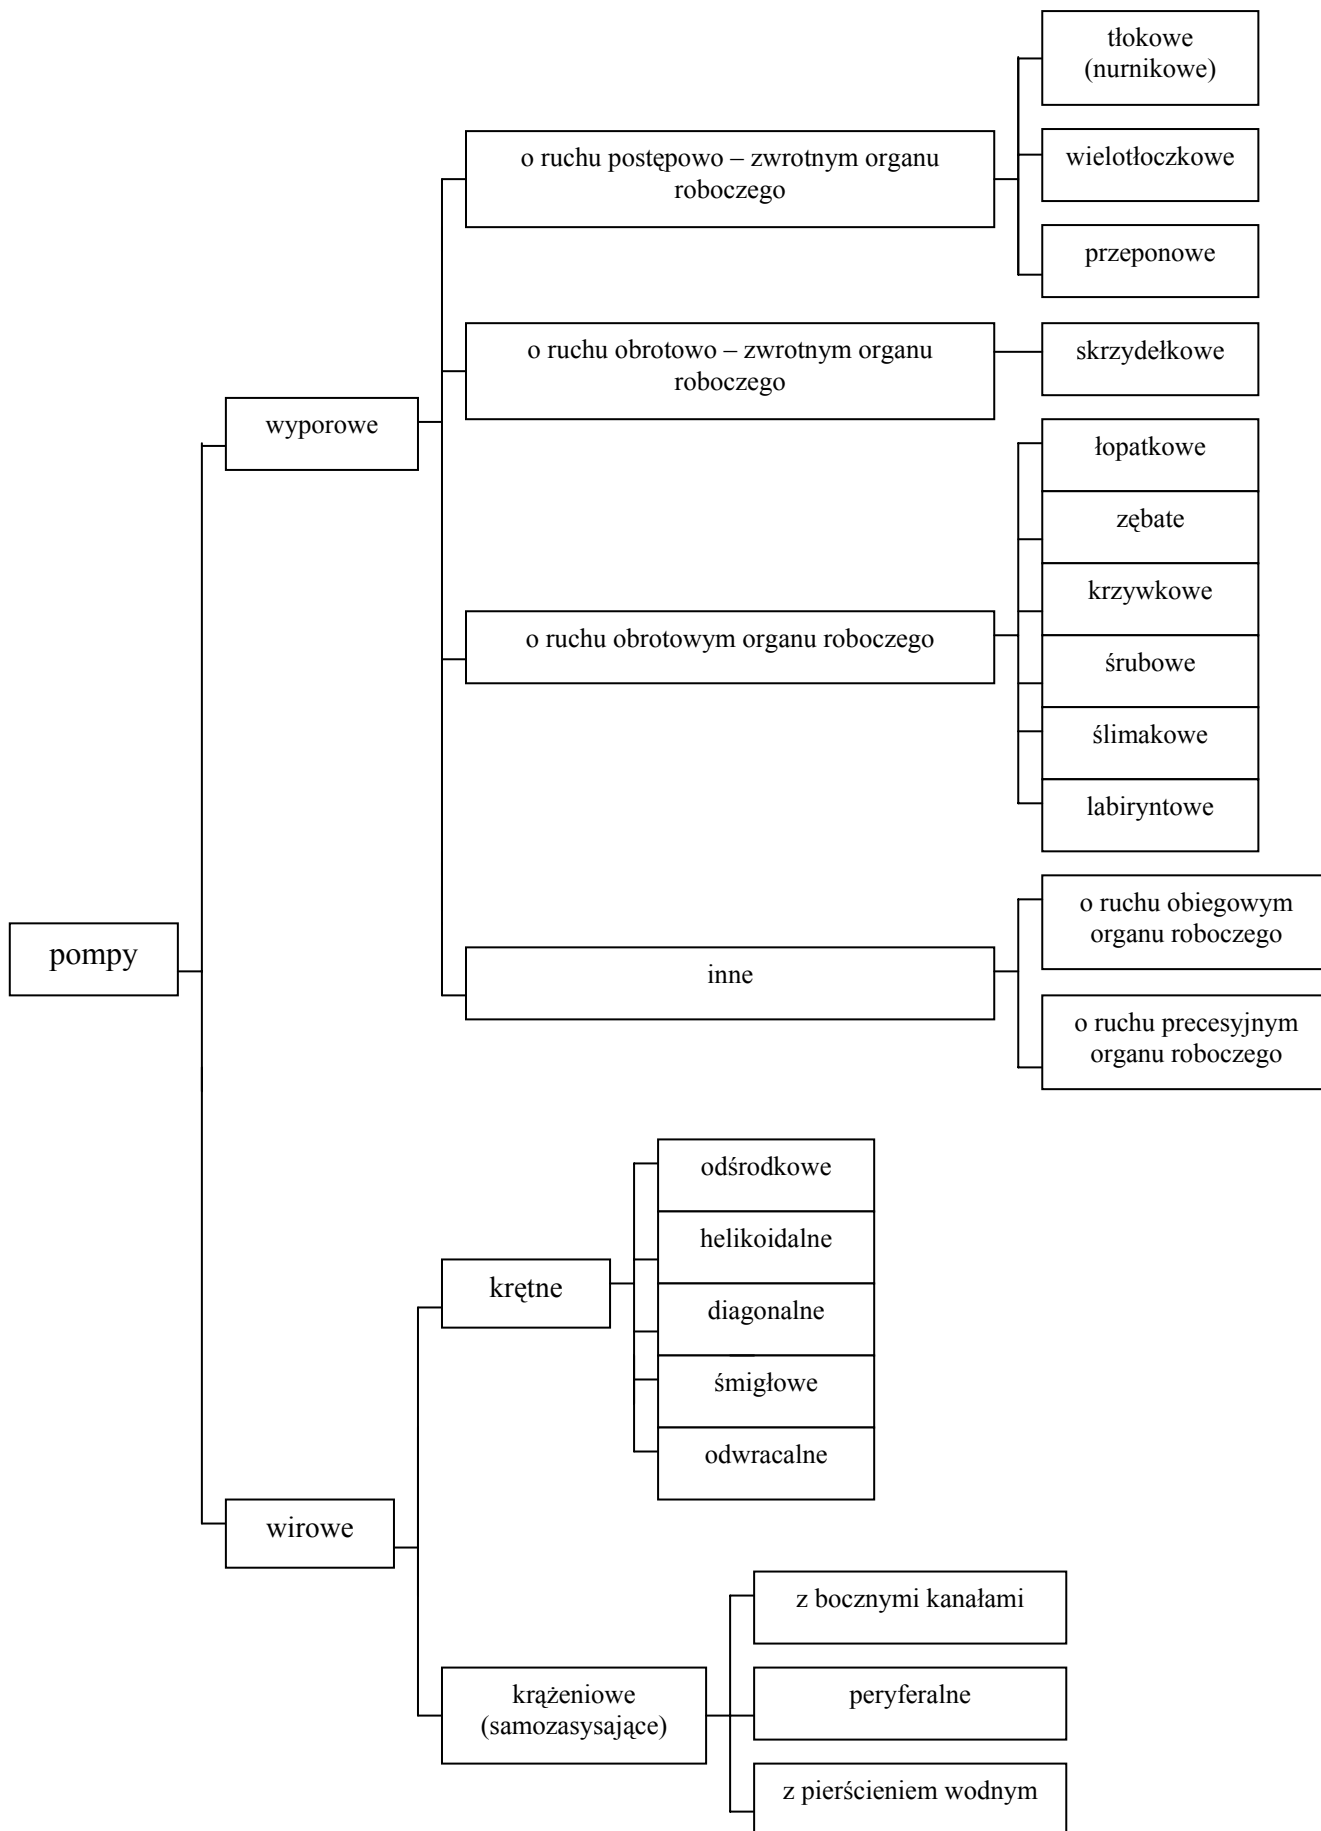 tłokowe
(nurnikowe)
o ruchu postępowo – zwrotnym organu
roboczego
wielotłoczkowe
przeponowe
o ruchu obrotowo – zwrotnym organu
roboczego
skrzydełkowe
wyporowe
łopatkowe
zębate
krzywkowe
o ruchu obrotowym organu roboczego
śrubowe
ślimakowe
labiryntowe
o ruchu obiegowym
organu roboczego
pompy
inne
o ruchu precesyjnym
organu roboczego
odśrodkowe
helikoidalne
krętne
diagonalne
śmigłowe
odwracalne
wirowe
z bocznymi kanałami
krążeniowe
(samozasysające)
peryferalne
z pierścieniem wodnym